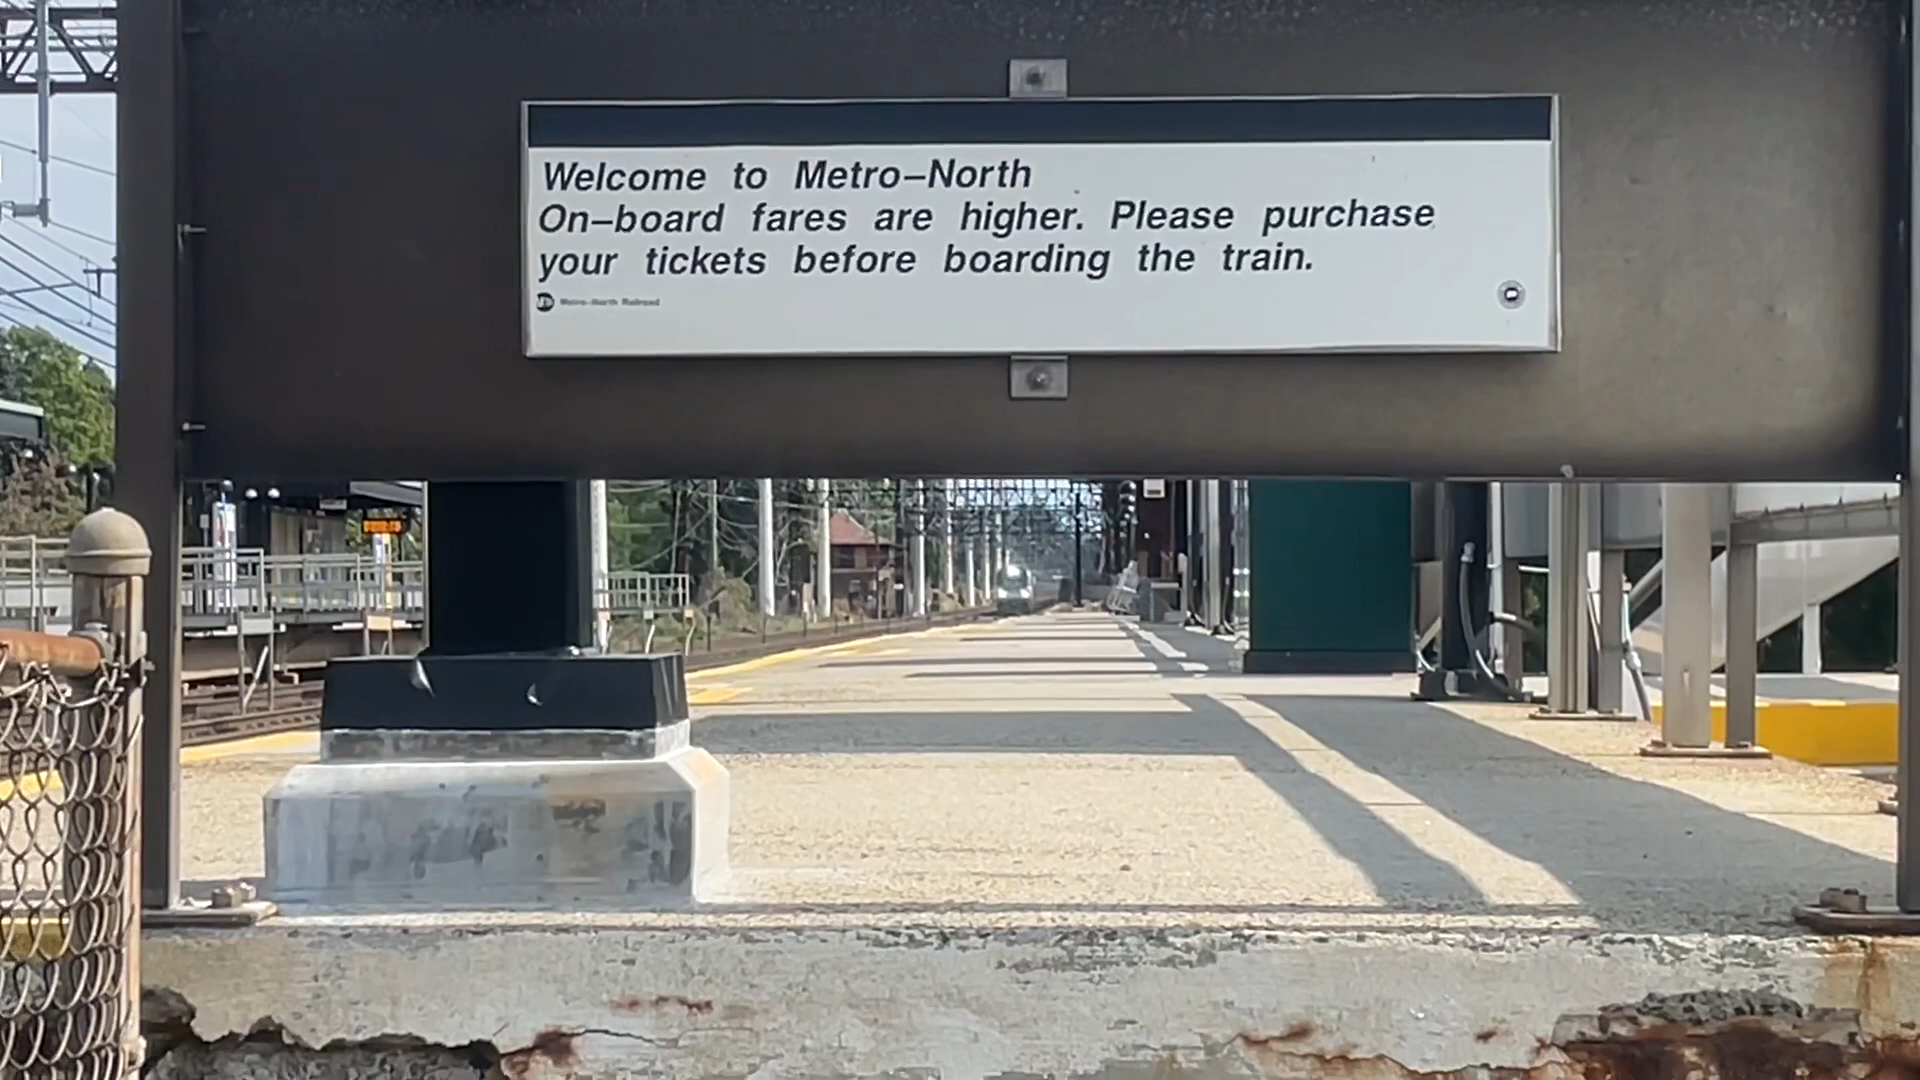 Welcome to Metro–North
On–board fares are higher. Please purchase
your tickets before boarding the train.
Metro–North Railroad